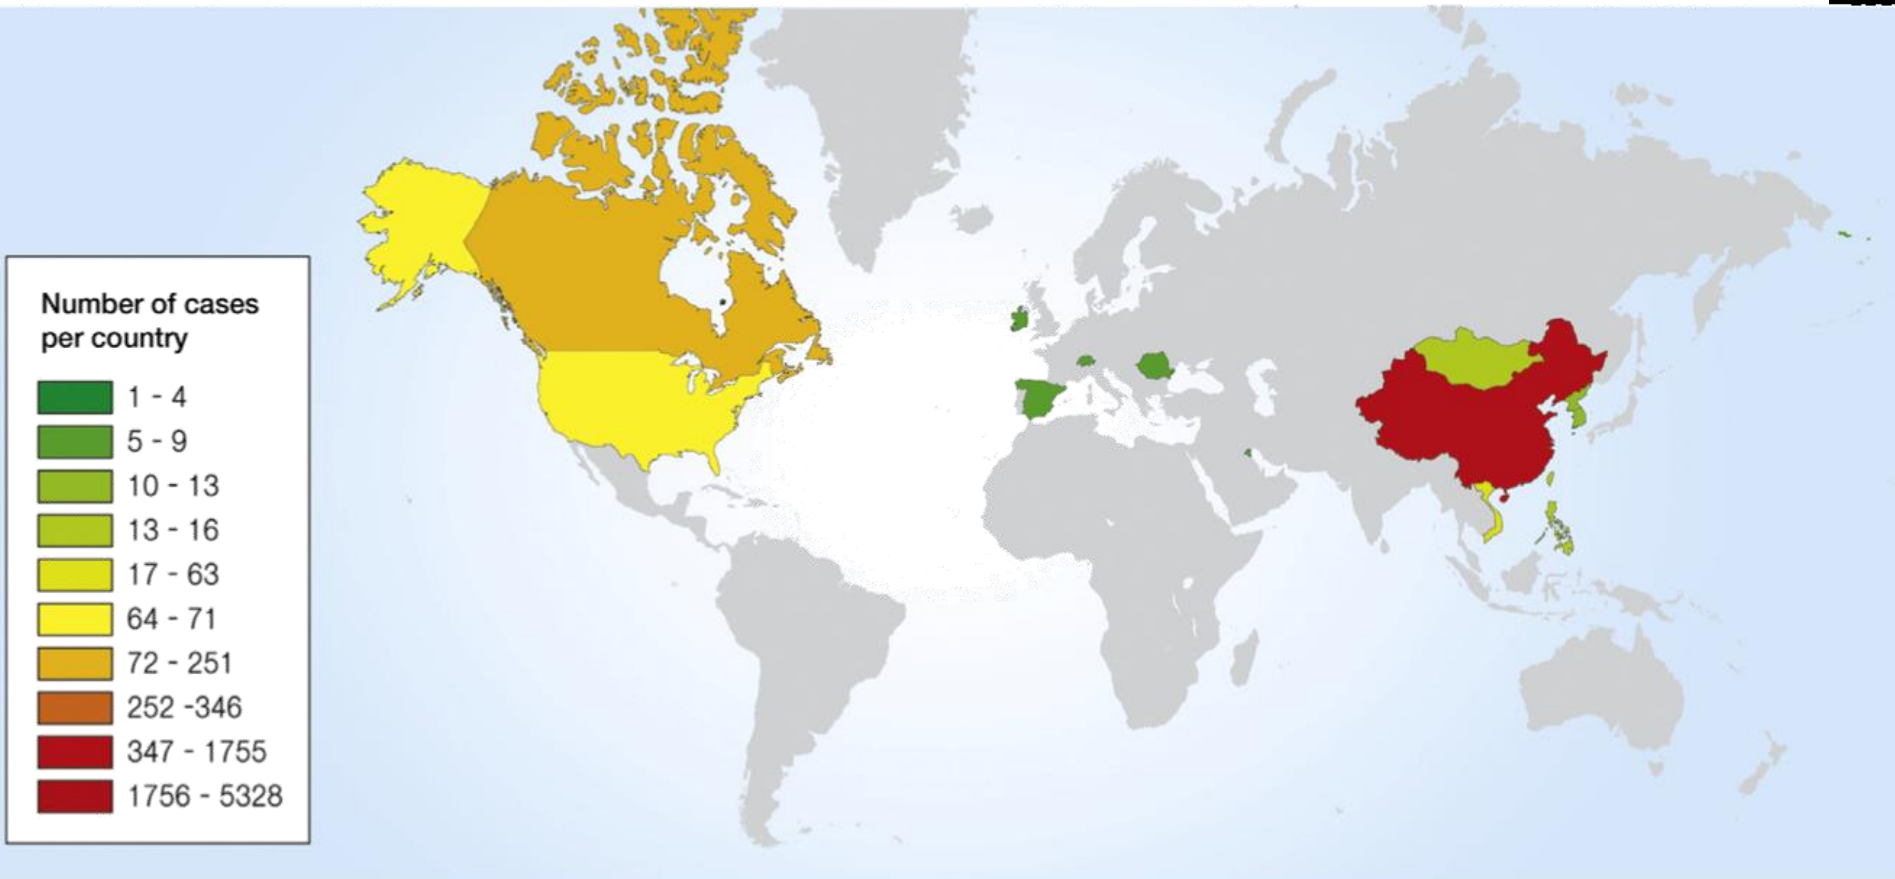 Number of cases
per country
1 - 4
5 - 9
10 - 13
13 - 16
17 - 63
64 - 71
72 - 251
252 -346
347 - 1755
1756 - 5328